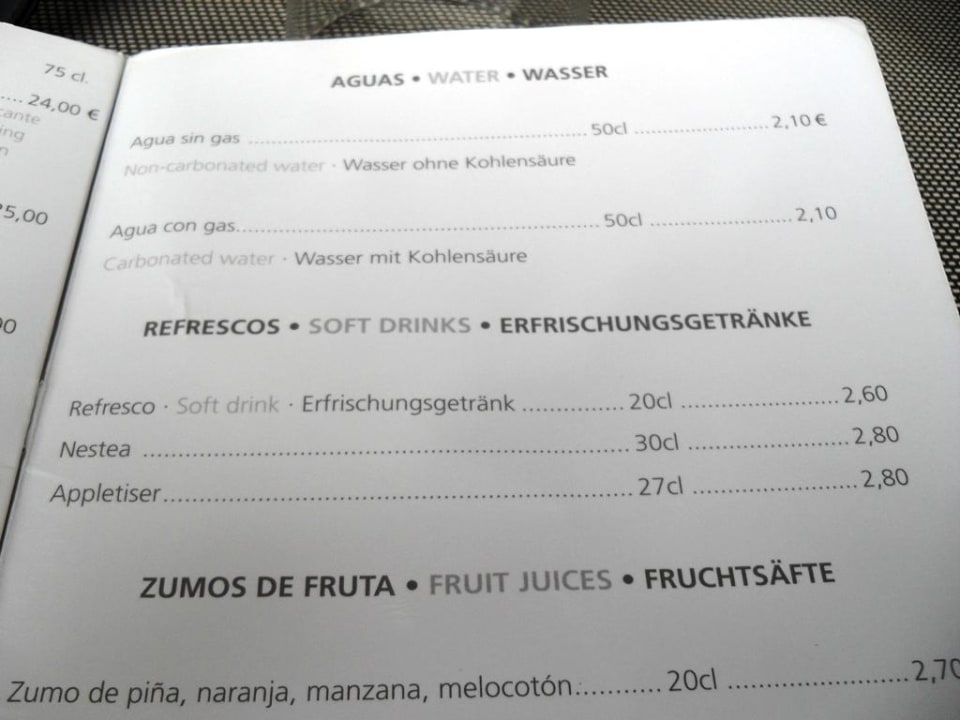 75 cl.
.... 24,00 €
5,00
AGUAS • WATER • WASSER
Agua sin gas ........ 50cl ........ 2,10 €
Non-carbonated water · Wasser ohne Kohlensäure
Agua con gas........ 50cl ........ 2,10
Carbonated water · Wasser mit Kohlensäure
REFRESCOS • SOFT DRINKS • ERFRISCHUNGSGETRÄNKE
Refresco · Soft drink · Erfrischungsgetränk ........ 20cl ........ 2,60
Nestea ........ 30cl ........ 2,80
Appletiser........ 27cl ........ 2,80
ZUMOS DE FRUTA • FRUIT JUICES • FRUCHTSÄFTE
Zumo de piña, naranja, manzana, melocotón........ 20cl ........ 2,70